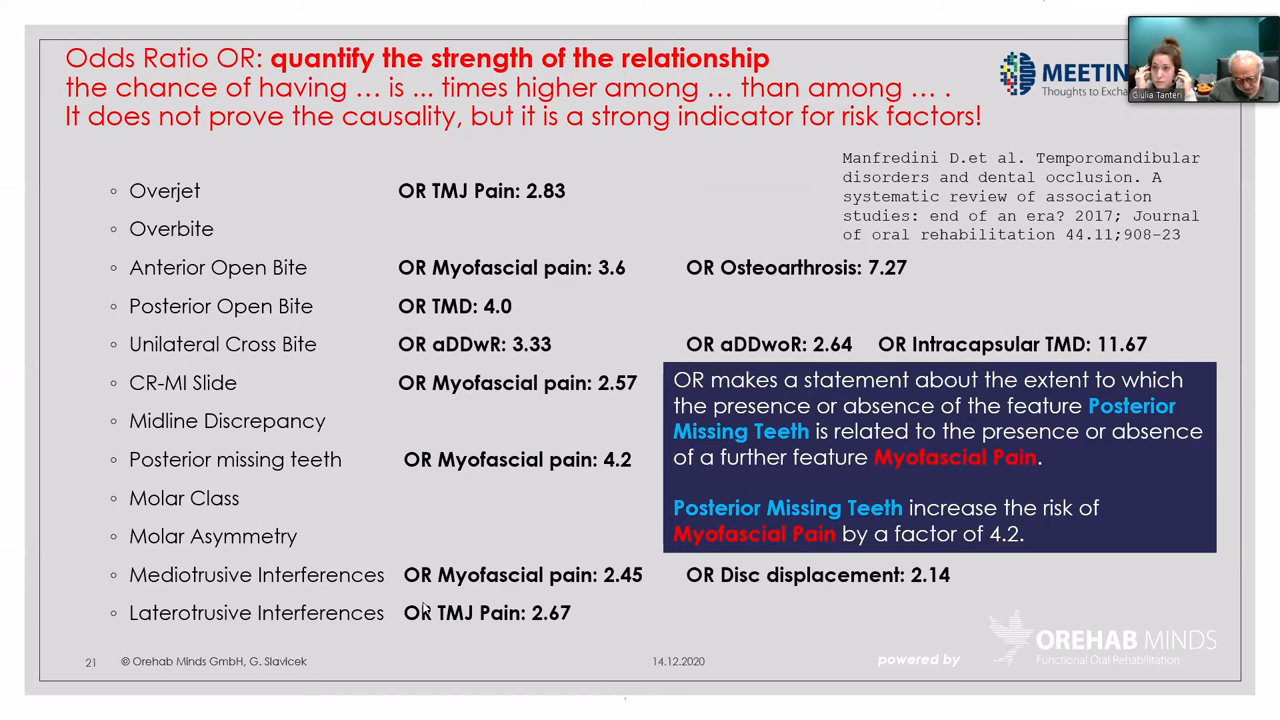 Odds Ratio OR: quantify the strength of the relationship
the chance of having … is ... times higher among … than among … .
It does not prove the causality, but it is a strong indicator for risk factors!
MEETIN
Thoughts to Excha
Giulia Tanteri
Manfredini D.et al. Temporomandibular
disorders and dental occlusion. A
systematic review of association
studies: end of an era? 2017; Journal
of oral rehabilitation 44.11;908-23
◦ Overjet OR TMJ Pain: 2.83
◦ Overbite
◦ Anterior Open Bite OR Myofascial pain: 3.6 OR Osteoarthrosis: 7.27
◦ Posterior Open Bite OR TMD: 4.0
◦ Unilateral Cross Bite OR aDDwR: 3.33 OR aDDwoR: 2.64 OR Intracapsular TMD: 11.67
◦ CR-MI Slide OR Myofascial pain: 2.57
◦ Midline Discrepancy
◦ Posterior missing teeth OR Myofascial pain: 4.2
◦ Molar Class
◦ Molar Asymmetry
◦ Mediotrusive Interferences OR Myofascial pain: 2.45 OR Disc displacement: 2.14
◦ Laterotrusive Interferences OR TMJ Pain: 2.67
OR makes a statement about the extent to which
the presence or absence of the feature Posterior
Missing Teeth is related to the presence or absence
of a further feature Myofascial Pain.
Posterior Missing Teeth increase the risk of
Myofascial Pain by a factor of 4.2.
21 © Orehab Minds GmbH, G. Slavicek 14.12.2020 powered by
OREHAB MINDS
Functional Oral Rehabilitation